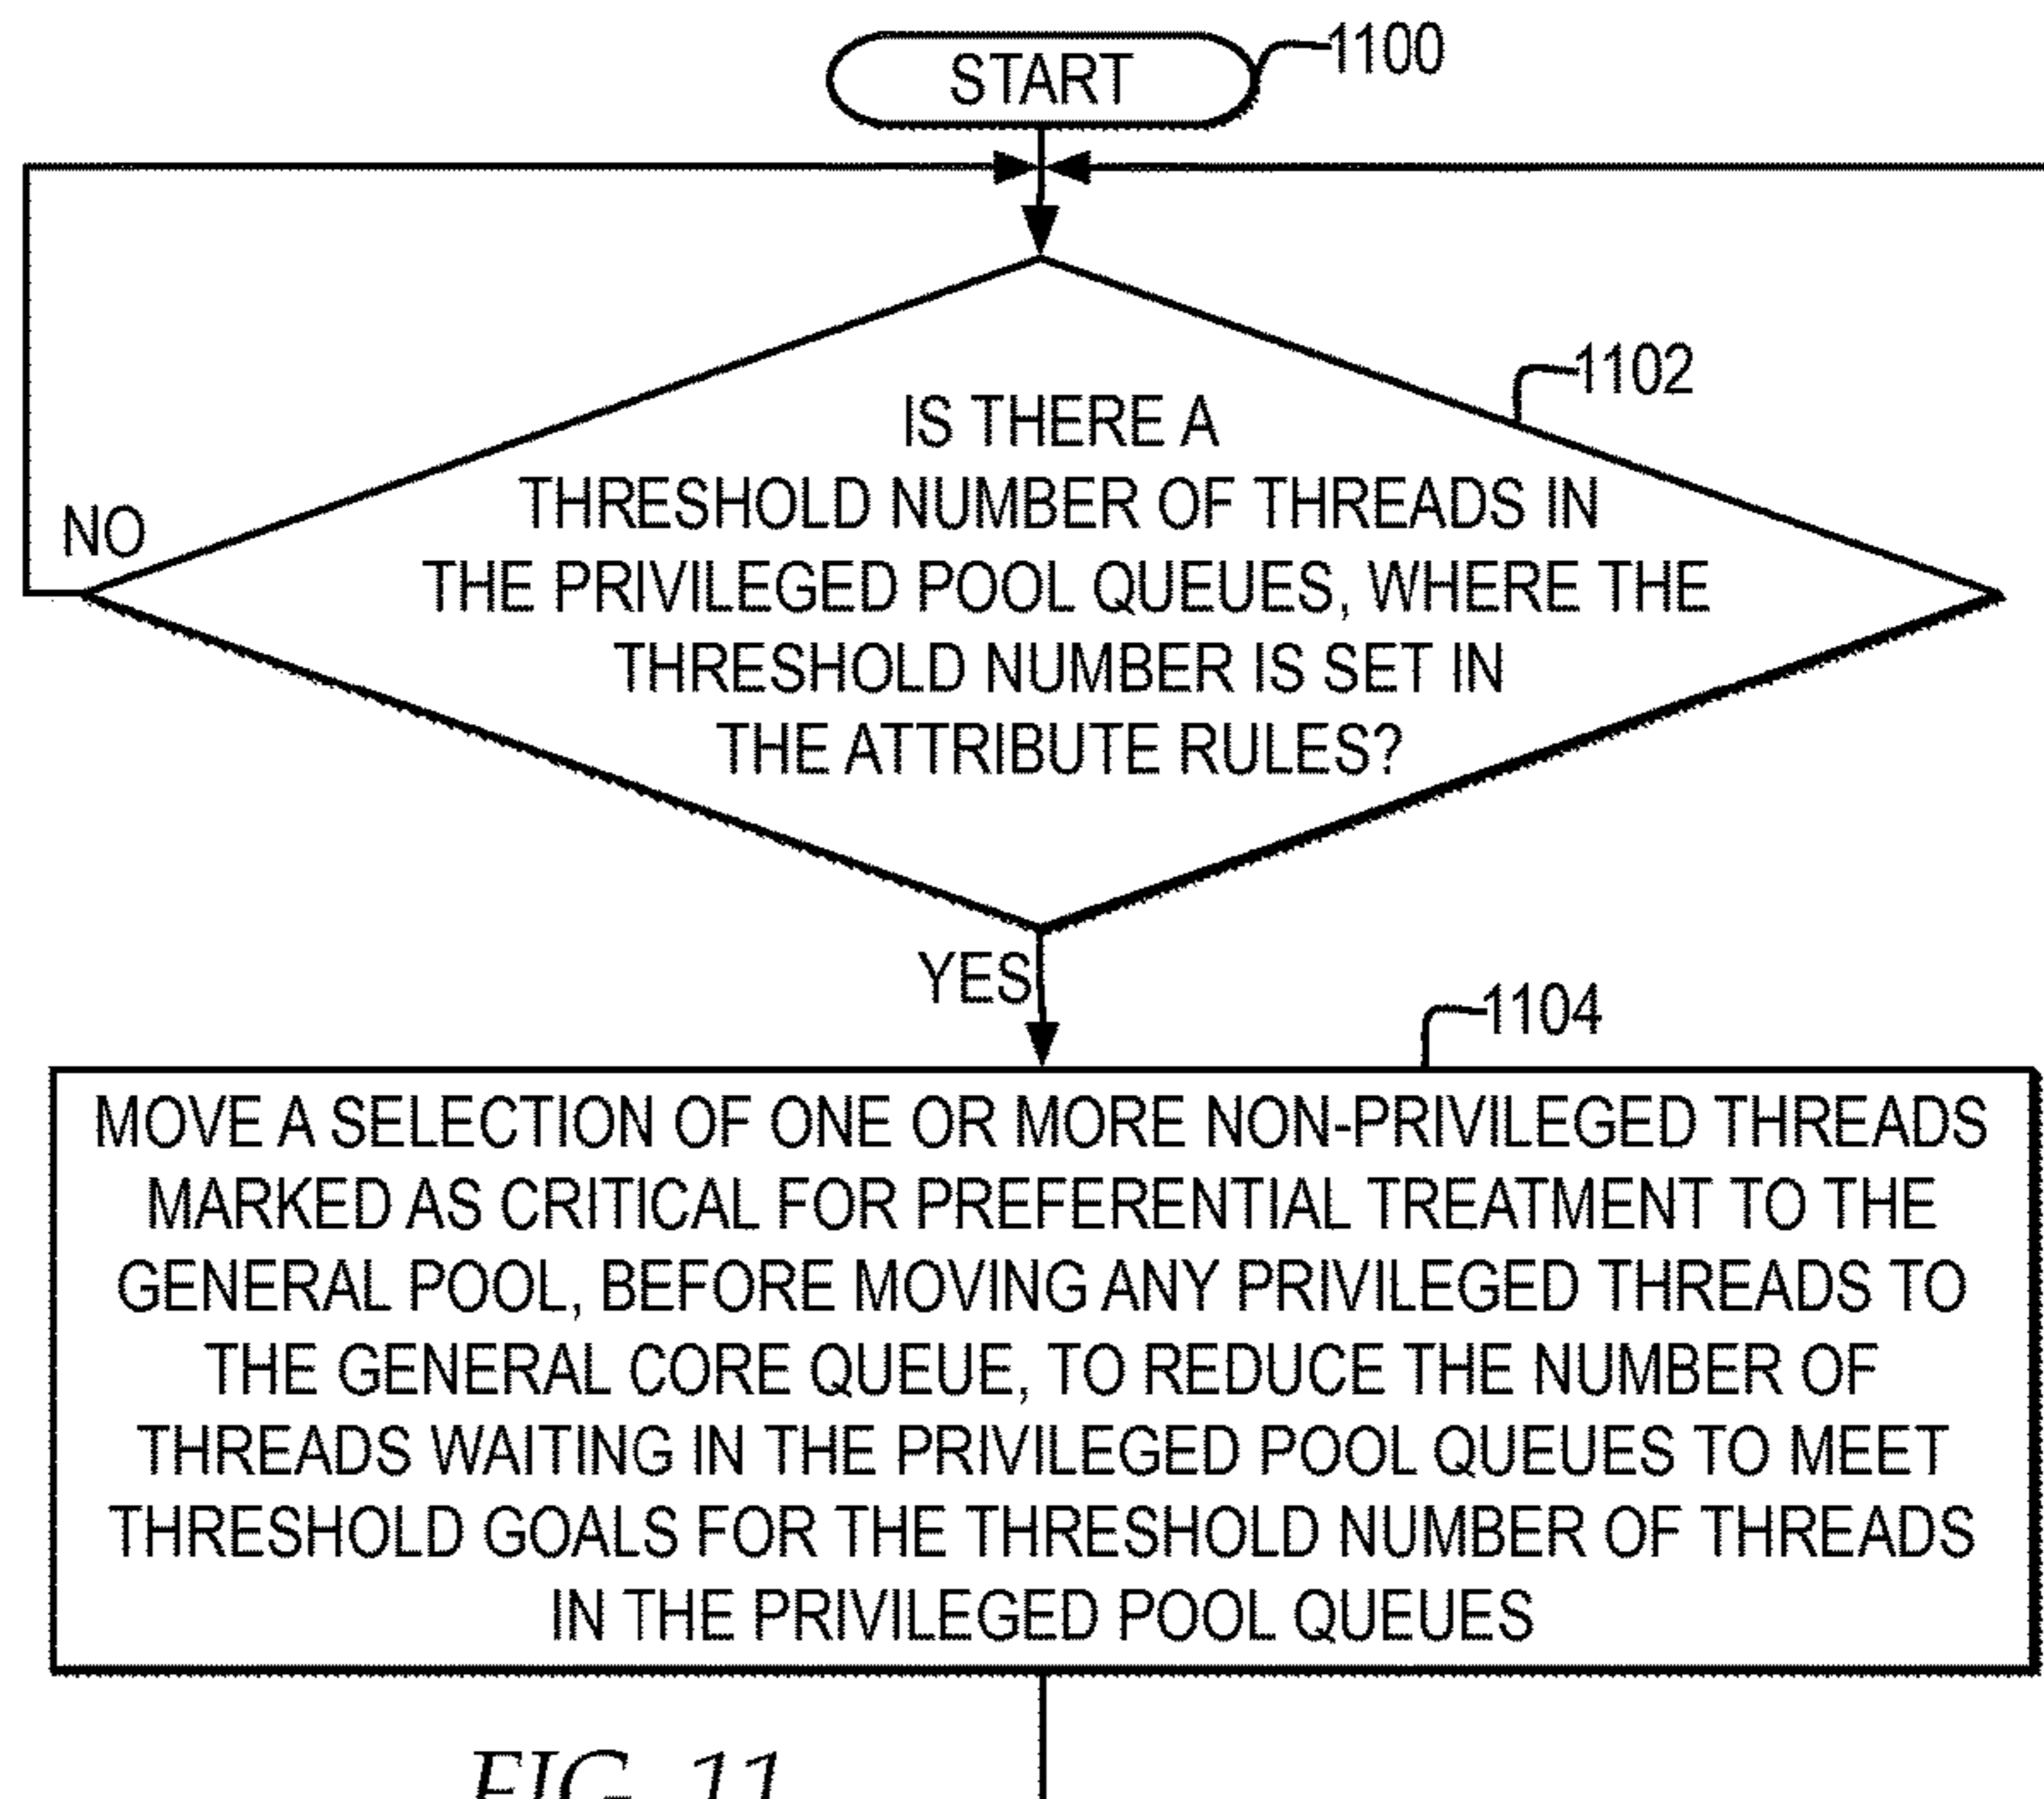 START
1100
1102
IS THERE A
THRESHOLD NUMBER OF THREADS IN
THE PRIVILEGED POOL QUEUES, WHERE THE
THRESHOLD NUMBER IS SET IN
THE ATTRIBUTE RULES?
NO
YES
1104
MOVE A SELECTION OF ONE OR MORE NON-PRIVILEGED THREADS
MARKED AS CRITICAL FOR PREFERENTIAL TREATMENT TO THE
GENERAL POOL, BEFORE MOVING ANY PRIVILEGED THREADS TO
THE GENERAL CORE QUEUE, TO REDUCE THE NUMBER OF
THREADS WAITING IN THE PRIVILEGED POOL QUEUES TO MEET
THRESHOLD GOALS FOR THE THRESHOLD NUMBER OF THREADS
IN THE PRIVILEGED POOL QUEUES
FIG. 11